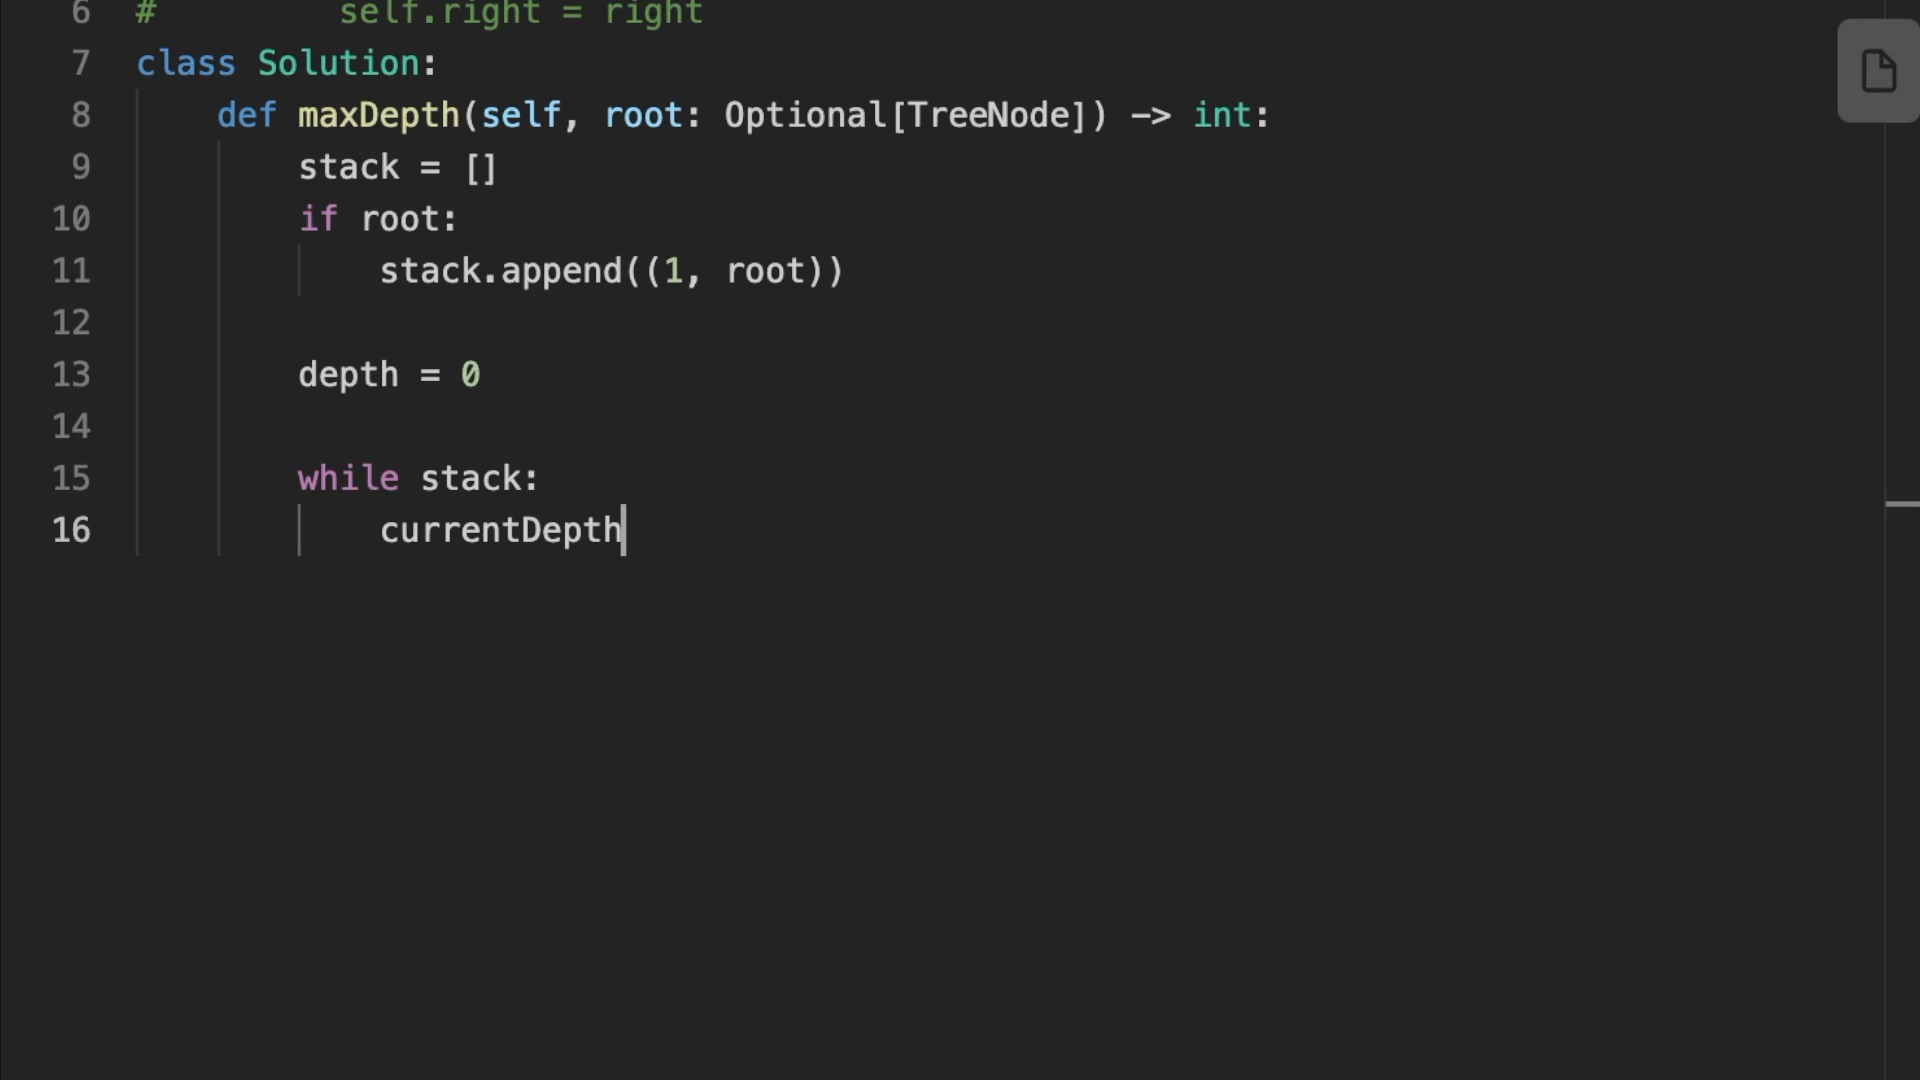 6 #         self.right = right
7 class Solution:
8     def maxDepth(self, root: Optional[TreeNode]) -> int:
9         stack = []
10         if root:
11             stack.append((1, root))
12
13         depth = 0
14
15         while stack:
16             currentDepth